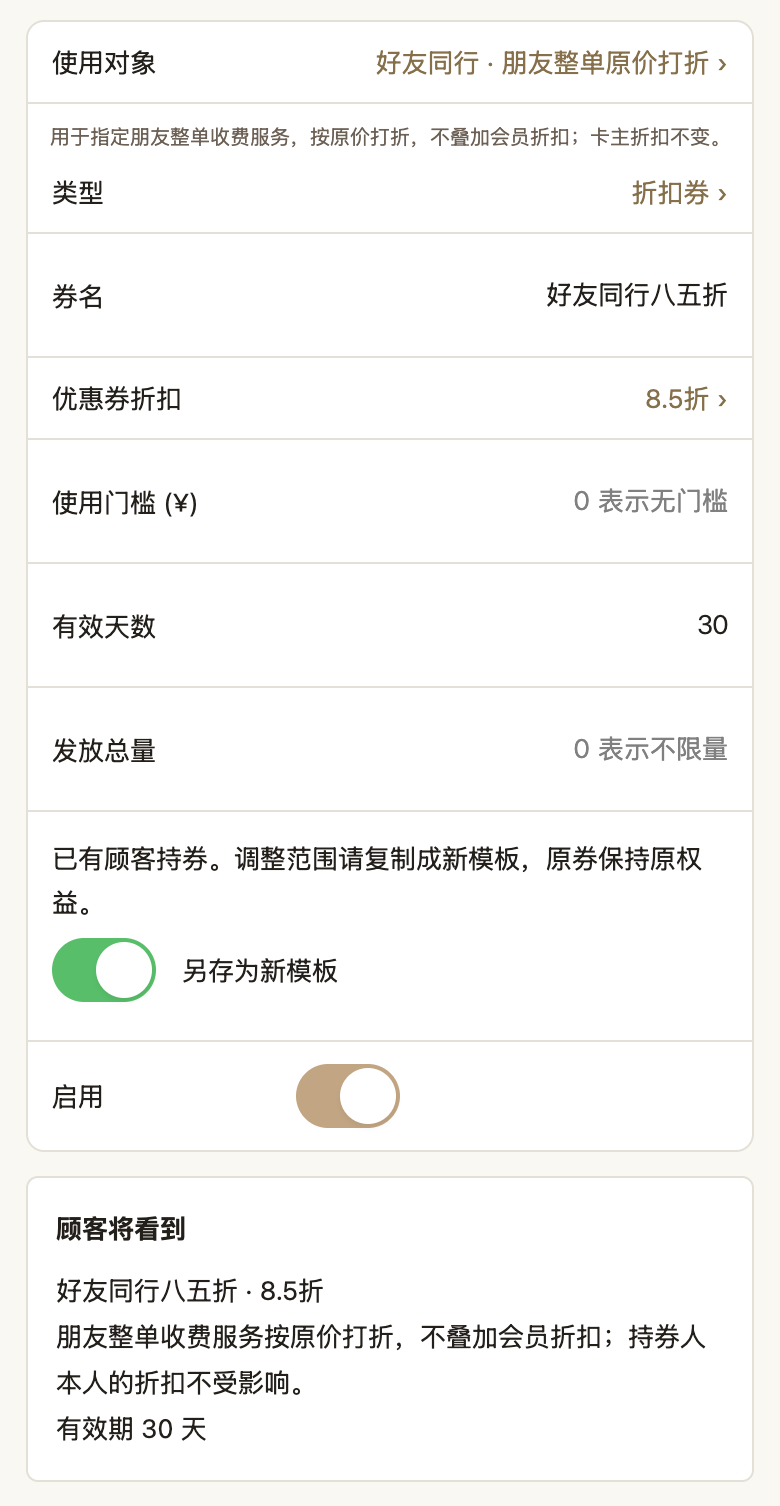 使用对象 好友同行 · 朋友整单原价打折 ›
用于指定朋友整单收费服务，按原价打折，不叠加会员折扣；卡主折扣不变。
类型 折扣券 ›
券名 好友同行八五折
优惠券折扣 8.5折 ›
使用门槛 (¥) 0 表示无门槛
有效天数 30
发放总量 0 表示不限量
已有顾客持券。调整范围请复制成新模板，原券保持原权
益。
另存为新模板
启用
顾客将看到
好友同行八五折 · 8.5折
朋友整单收费服务按原价打折，不叠加会员折扣；持券人
本人的折扣不受影响。
有效期 30 天